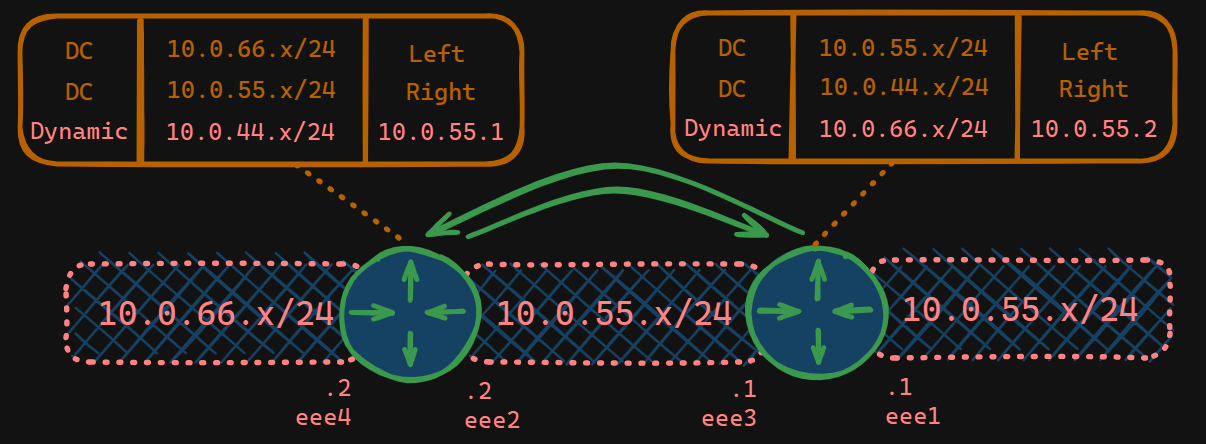 DC 10.0.66.x/24 Left
DC 10.0.55.x/24 Right
Dynamic 10.0.44.x/24 10.0.55.1
DC 10.0.55.x/24 Left
DC 10.0.44.x/24 Right
Dynamic 10.0.66.x/24 10.0.55.2
10.0.66.x/24
10.0.55.x/24
10.0.55.x/24
.2
eee4
.2
eee2
.1
eee3
.1
eee1